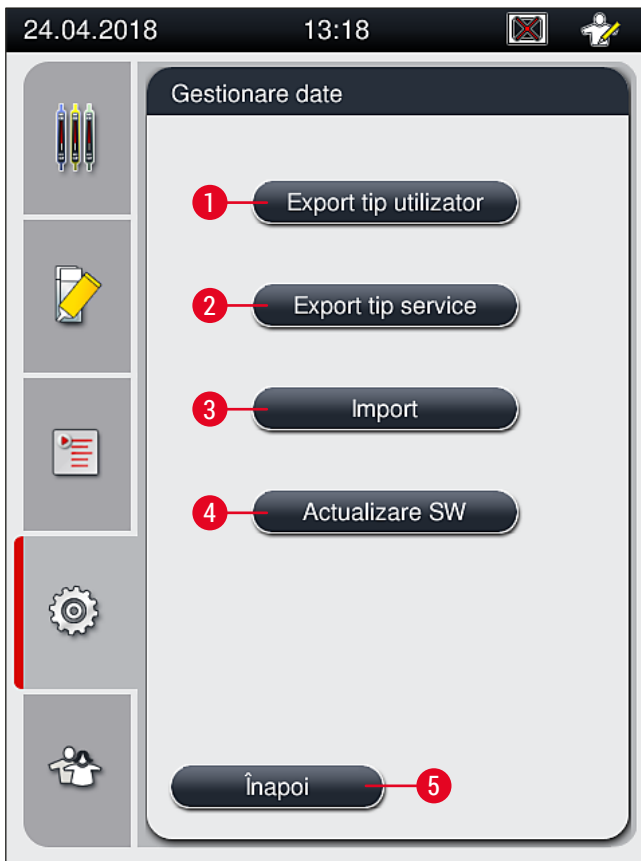 24.04.2018 13:18
Gestionare date
1 Export tip utilizator
2 Export tip service
3 Import
4 Actualizare SW
Înapoi 5